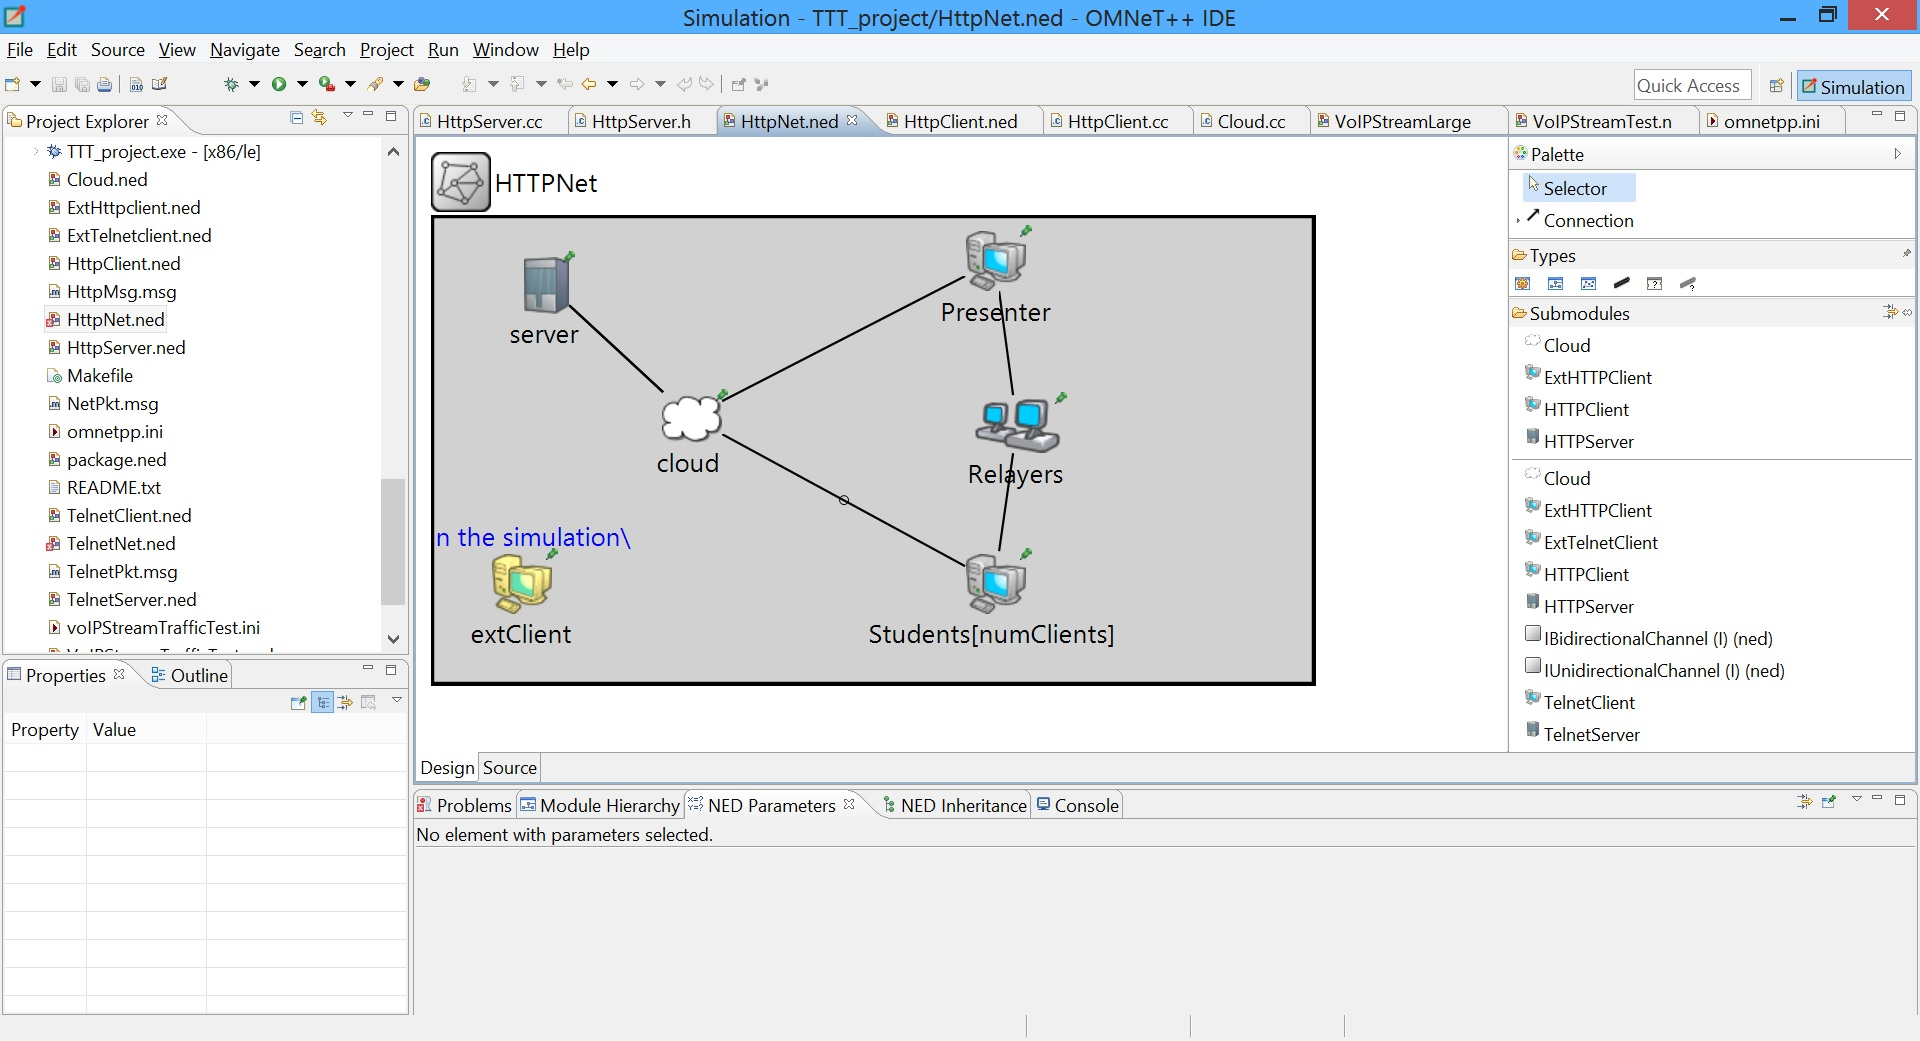 Simulation - TTT_project/HttpNet.ned - OMNeT++ IDE
File Edit Source View Navigate Search Project Run Window Help
Quick Access
Simulation
Project Explorer
TTT_project.exe - [x86/le]
Cloud.ned
ExtHttpclient.ned
ExtTelnetclient.ned
HttpClient.ned
HttpMsg.msg
HttpNet.ned
HttpServer.ned
Makefile
NetPkt.msg
omnetpp.ini
package.ned
README.txt
TelnetClient.ned
TelnetNet.ned
TelnetPkt.msg
TelnetServer.ned
voIPStreamTrafficTest.ini
Properties Outline
Property Value
HttpServer.cc HttpServer.h HttpNet.ned HttpClient.ned HttpClient.cc Cloud.cc VoIPStreamLarge VoIPStreamTest.n omnetpp.ini
HTTPNet
server
Presenter
cloud
Relayers
n the simulation\
extClient
Students[numClients]
Design Source
Palette
Selector
Connection
Types
Submodules
Cloud
ExtHTTPClient
HTTPClient
HTTPServer
Cloud
ExtHTTPClient
ExtTelnetClient
HTTPClient
HTTPServer
IBidirectionalChannel (I) (ned)
IUnidirectionalChannel (I) (ned)
TelnetClient
TelnetServer
Problems Module Hierarchy NED Parameters NED Inheritance Console
No element with parameters selected.